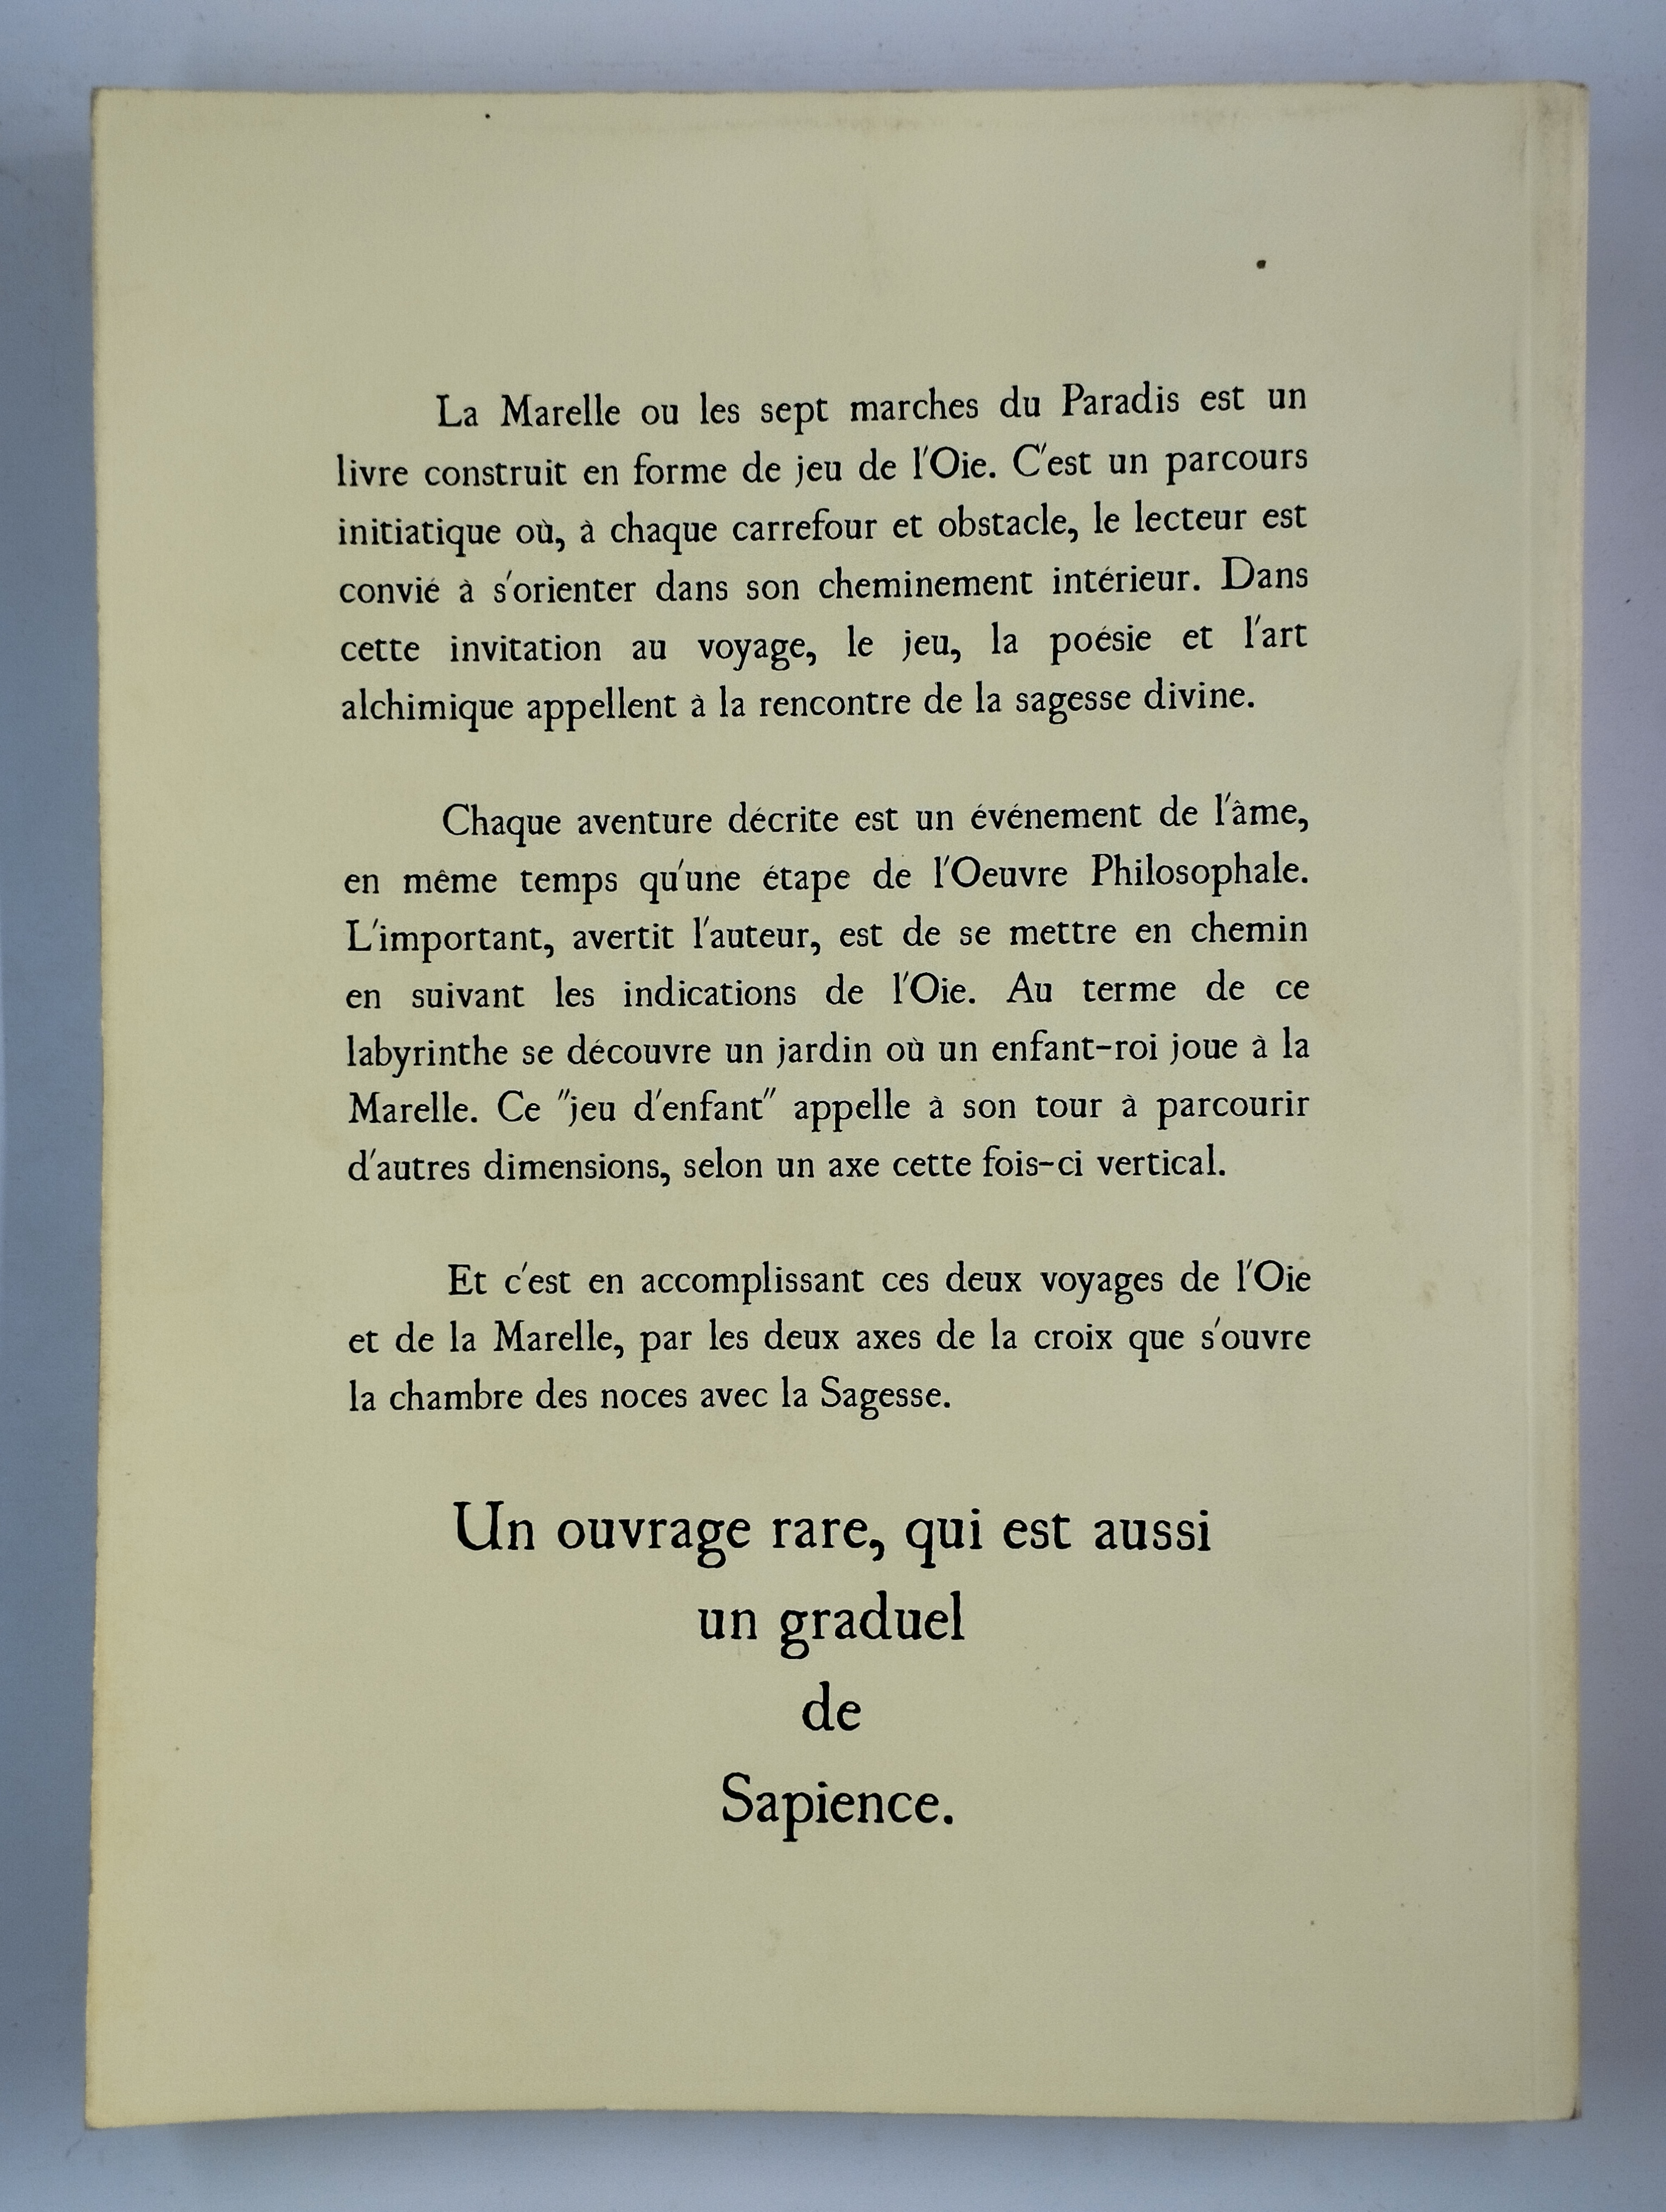 La Marelle ou les sept marches du Paradis est un
livre construit en forme de jeu de l'Oie. C'est un parcours
initiatique où, à chaque carrefour et obstacle, le lecteur est
convié à s'orienter dans son cheminement intérieur. Dans
cette invitation au voyage, le jeu, la poésie et l'art
alchimique appellent à la rencontre de la sagesse divine.
Chaque aventure décrite est un événement de l'âme,
en même temps qu'une étape de l'Oeuvre Philosophale.
L'important, avertit l'auteur, est de se mettre en chemin
en suivant les indications de l'Oie. Au terme de ce
labyrinthe se découvre un jardin où un enfant-roi joue à la
Marelle. Ce "jeu d'enfant" appelle à son tour à parcourir
d'autres dimensions, selon un axe cette fois-ci vertical.
Et c'est en accomplissant ces deux voyages de l'Oie
et de la Marelle, par les deux axes de la croix que s'ouvre
la chambre des noces avec la Sagesse.
Un ouvrage rare, qui est aussi
un graduel
de
Sapience.